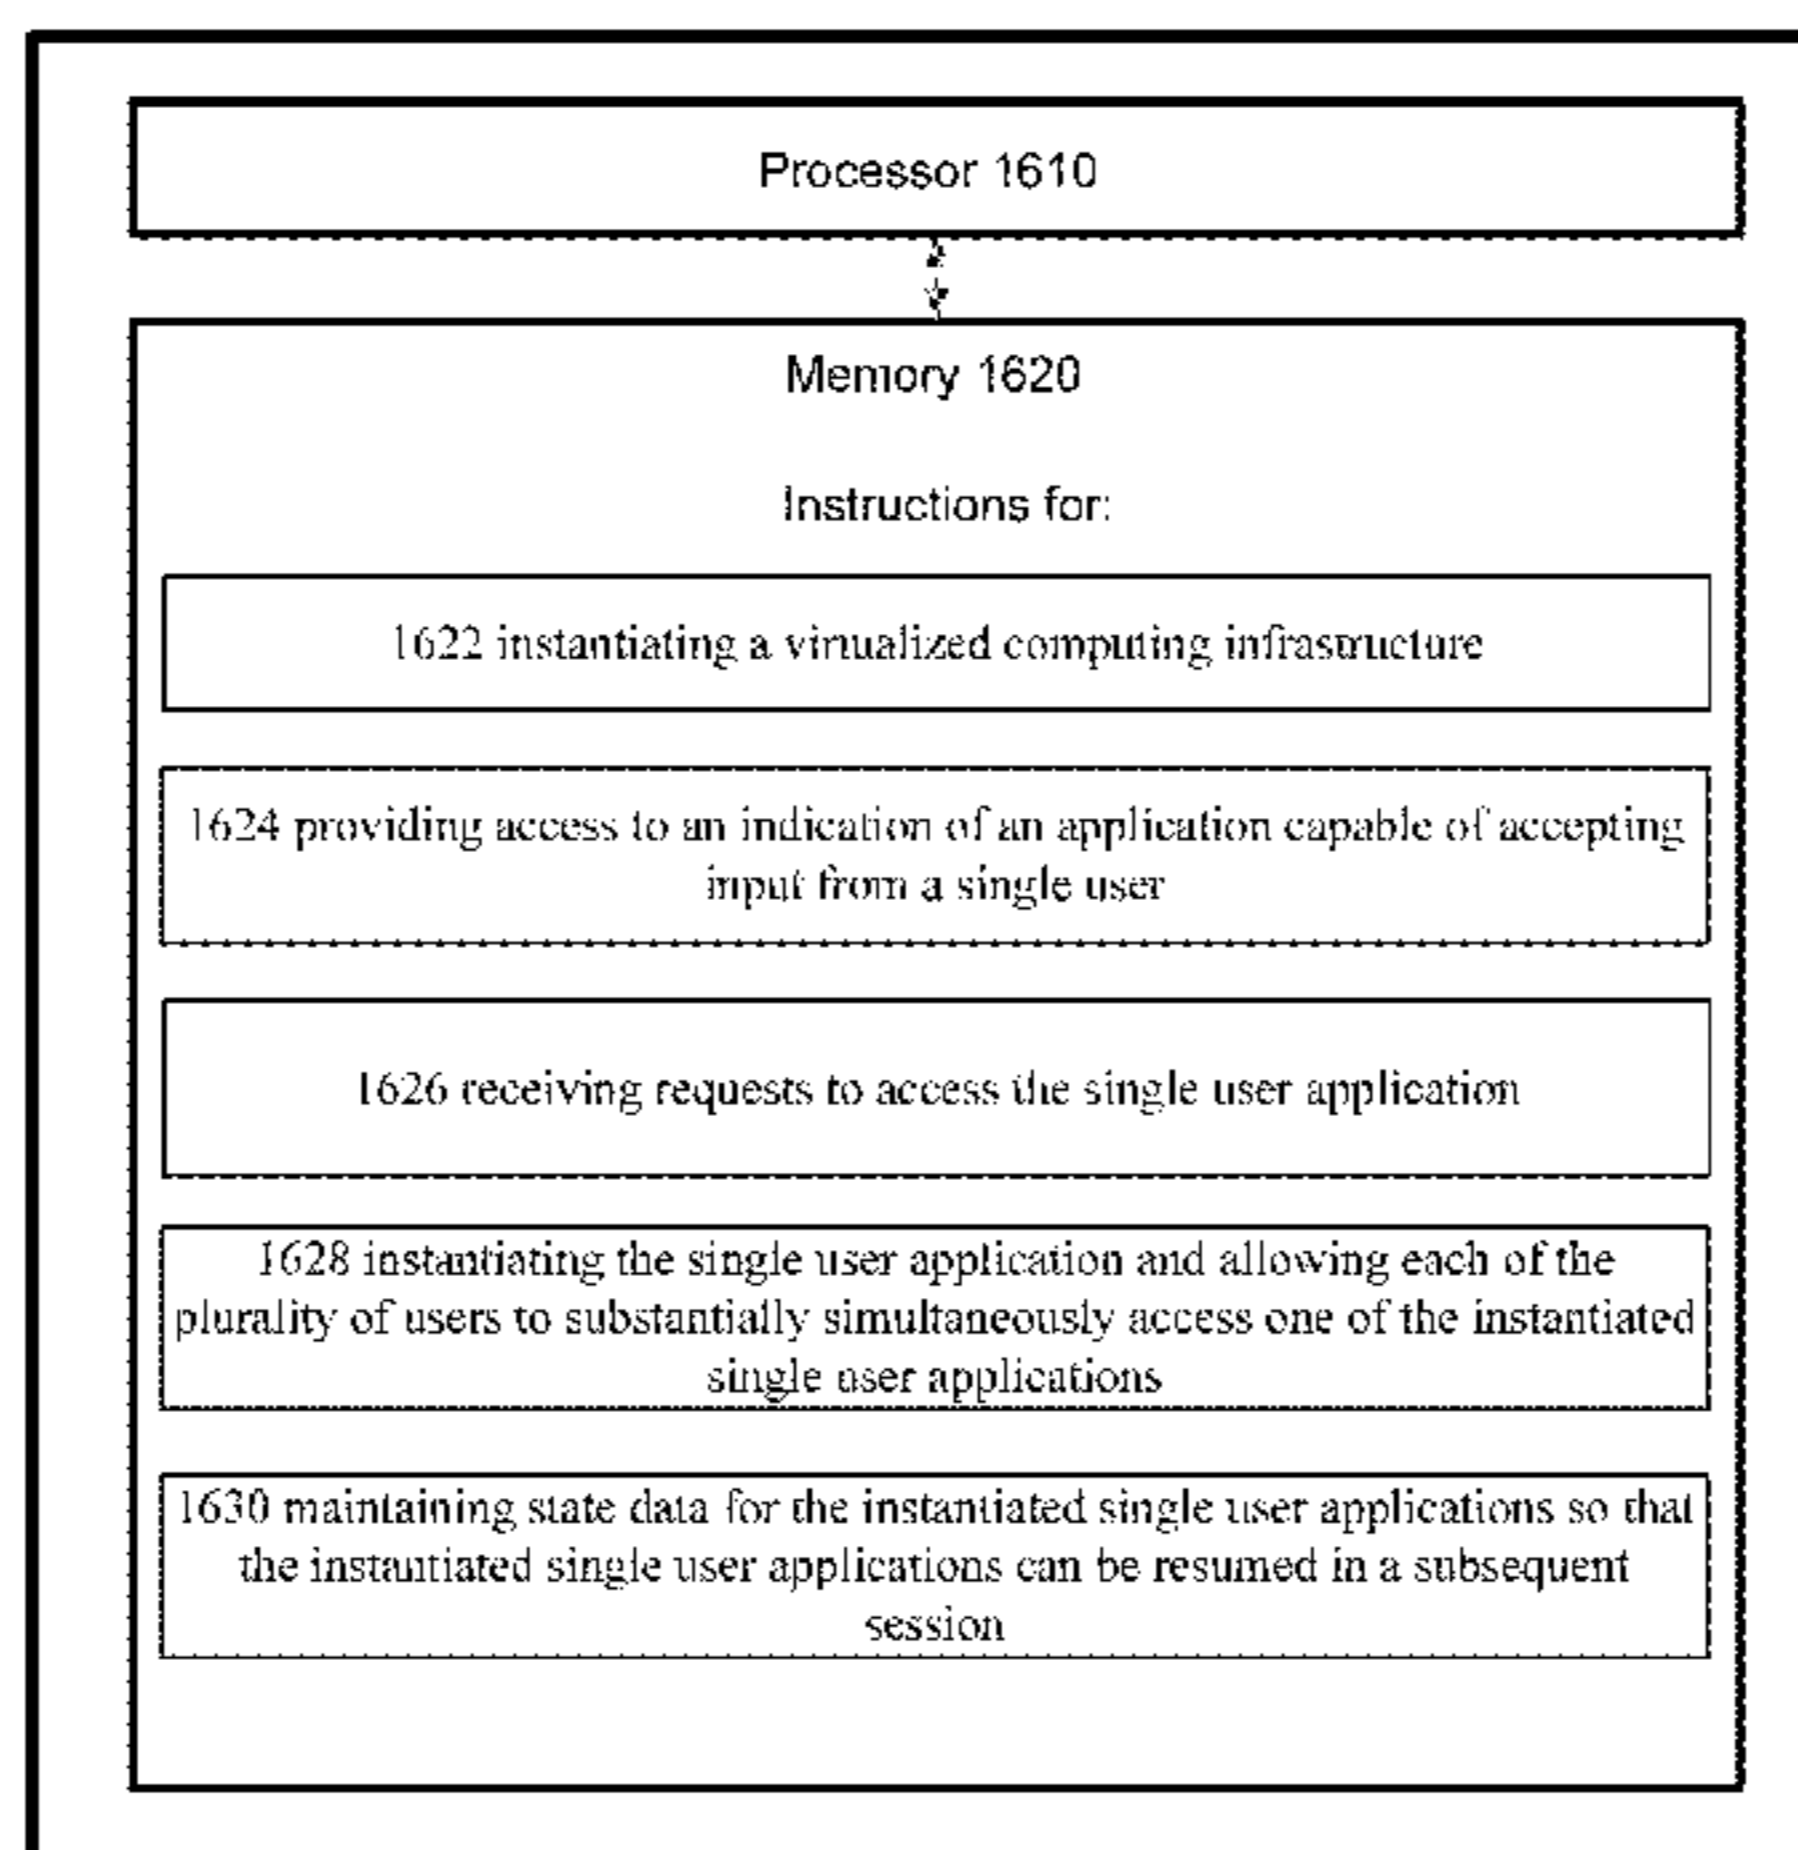 Processor 1610
Memory 1620
Instructions for:
1622 instantiating a virtualized computing infrastructure
1624 providing access to an indication of an application capable of accepting
input from a single user
1626 receiving requests to access the single user application
1628 instantiating the single user application and allowing each of the
plurality of users to substantially simultaneously access one of the instantiated
single user applications
1630 maintaining state data for the instantiated single user applications so that
the instantiated single user applications can be resumed in a subsequent
session